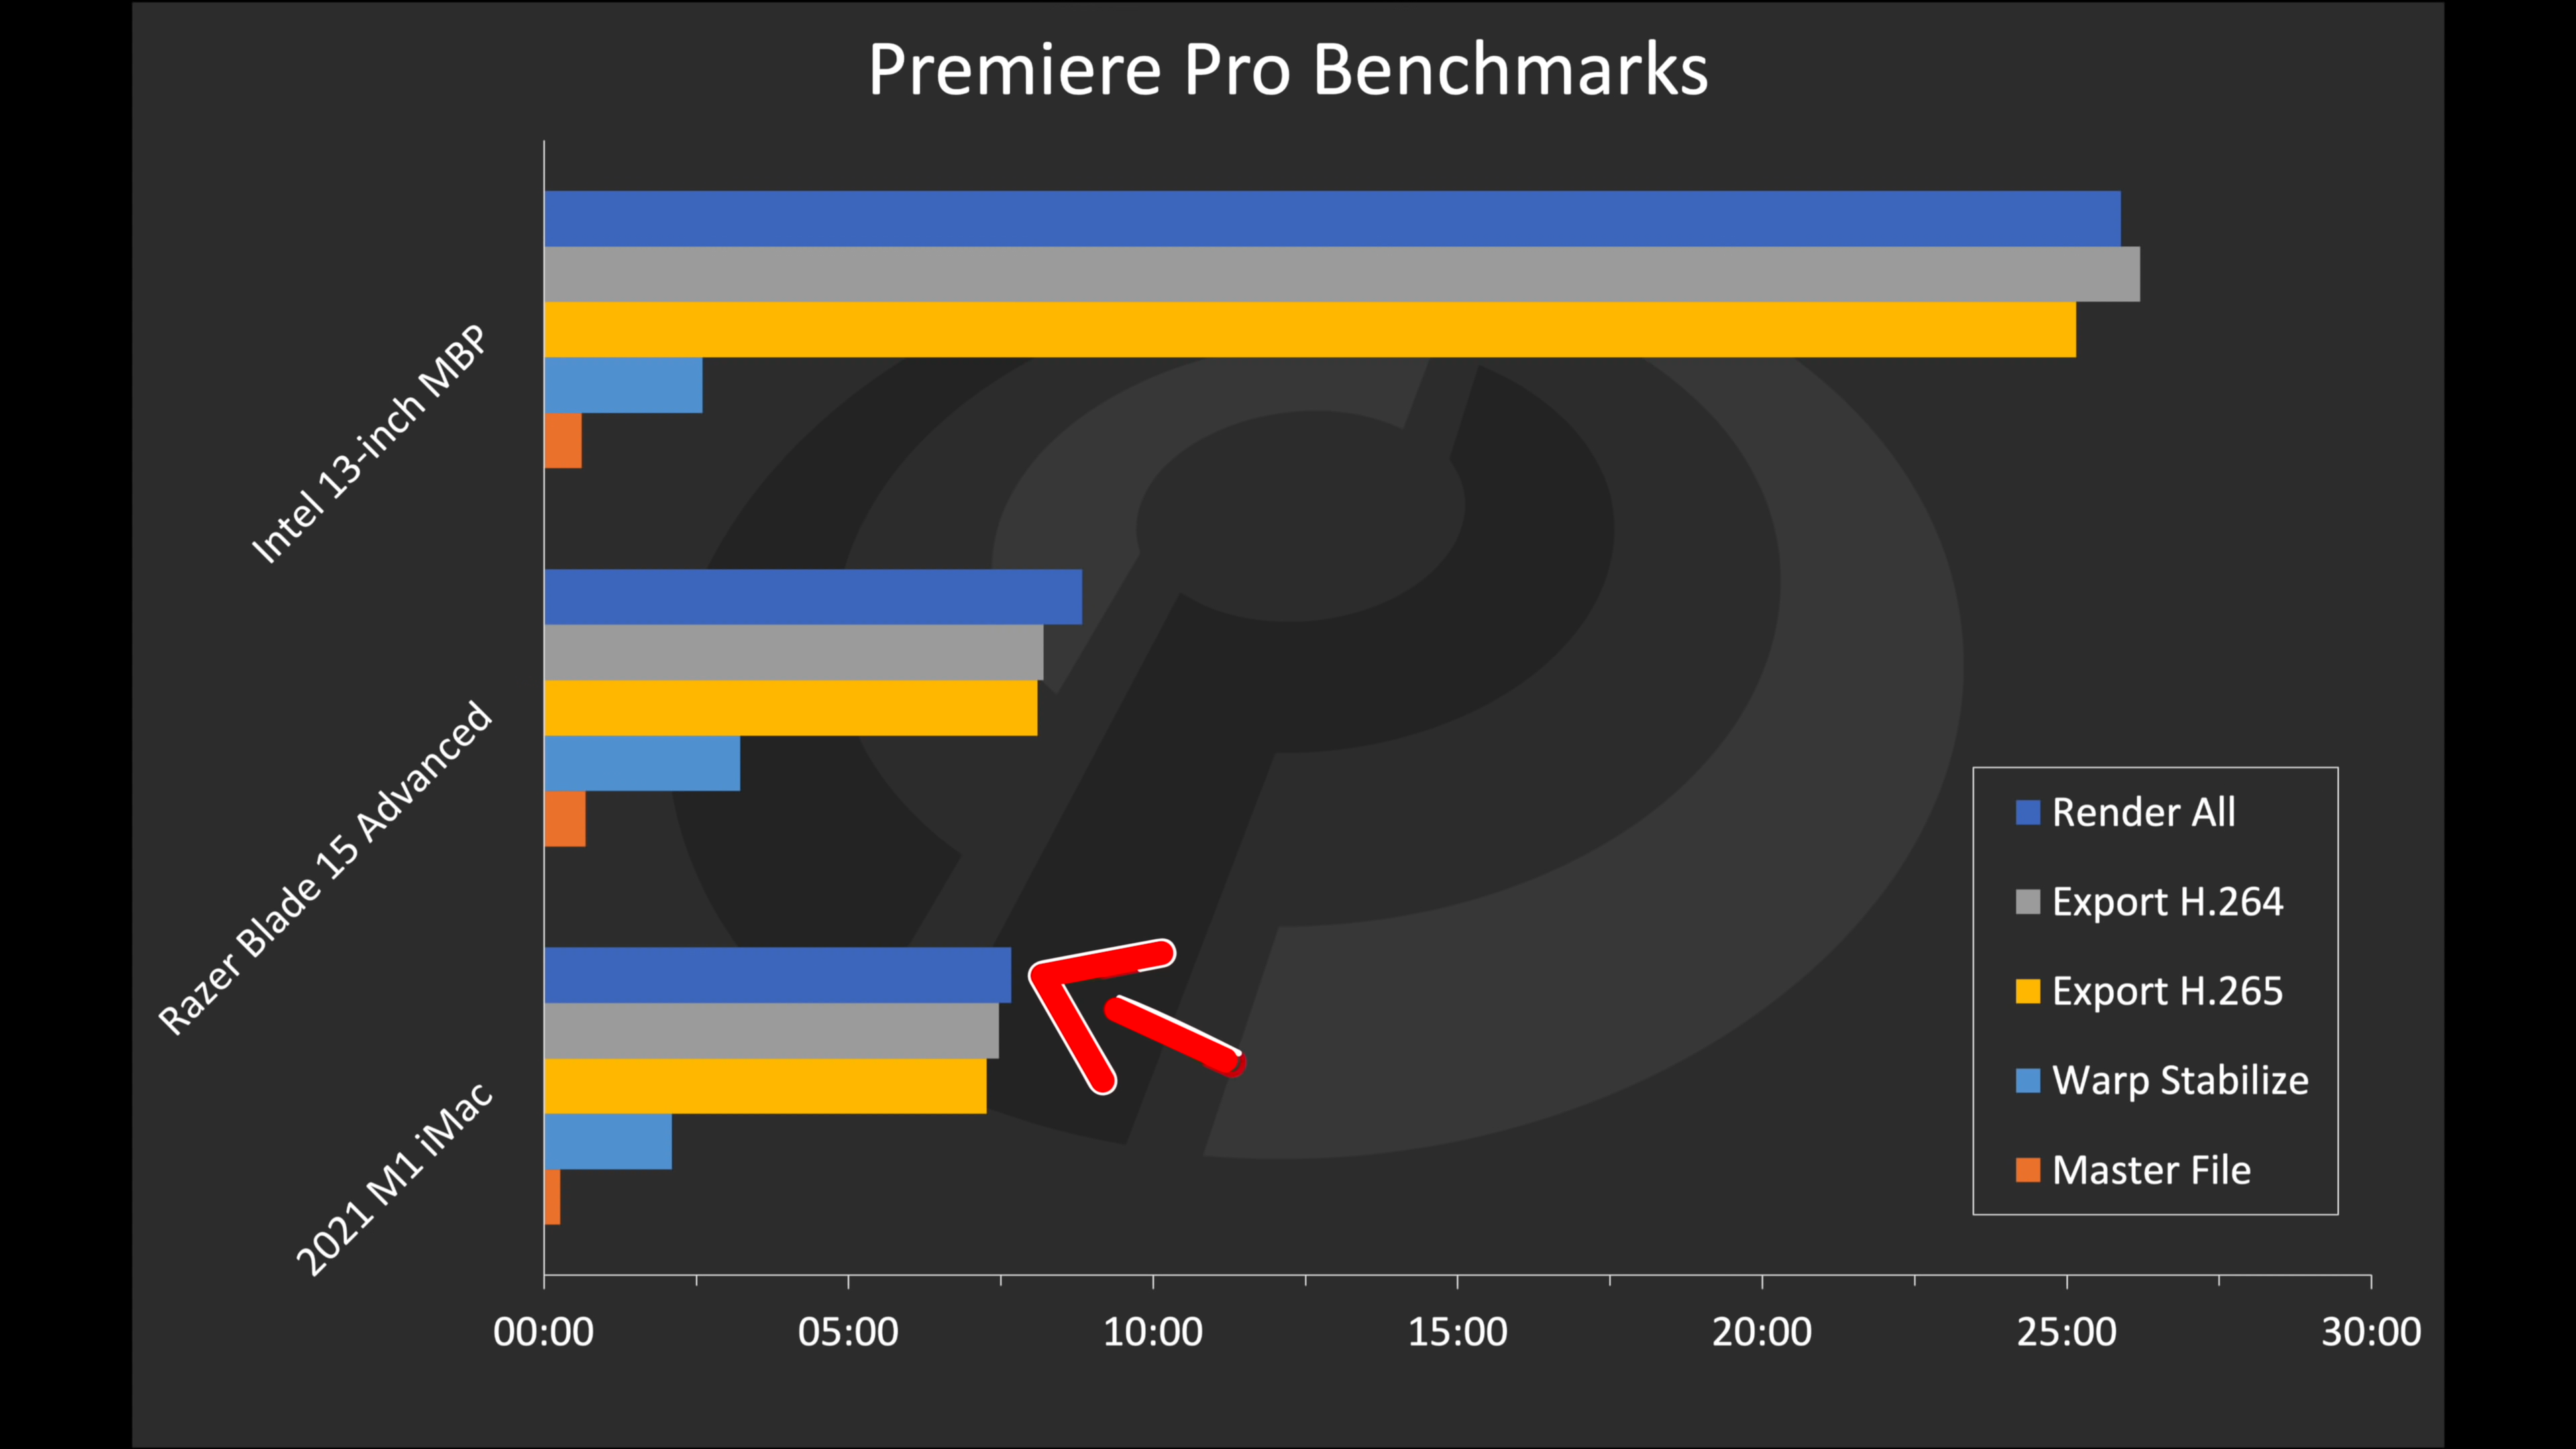 Premiere Pro Benchmarks
Intel 13-inch MBP
Razer Blade 15 Advanced
2021 M1 iMac
Render All
Export H.264
Export H.265
Warp Stabilize
Master File
00:00 05:00 10:00 15:00 20:00 25:00 30:00